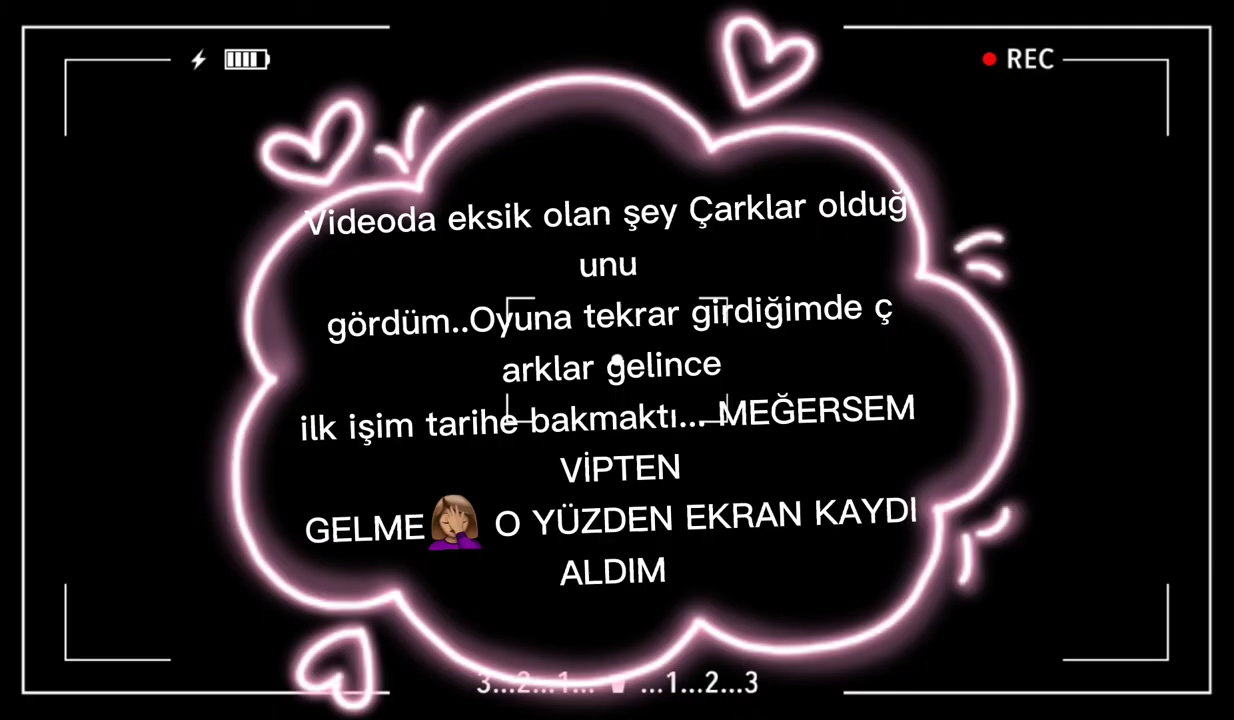 REC
Videoda eksik olan şey Çarklar olduğ
unu
gördüm..Oyuna tekrar girdiğimde ç
arklar gelince
ilk işim tarihe bakmaktı... MEĞERSEM
VİPTEN
GELME🤦🏽‍♀️ O YÜZDEN EKRAN KAYDI
ALDIM
3...2...1... ...1...2...3